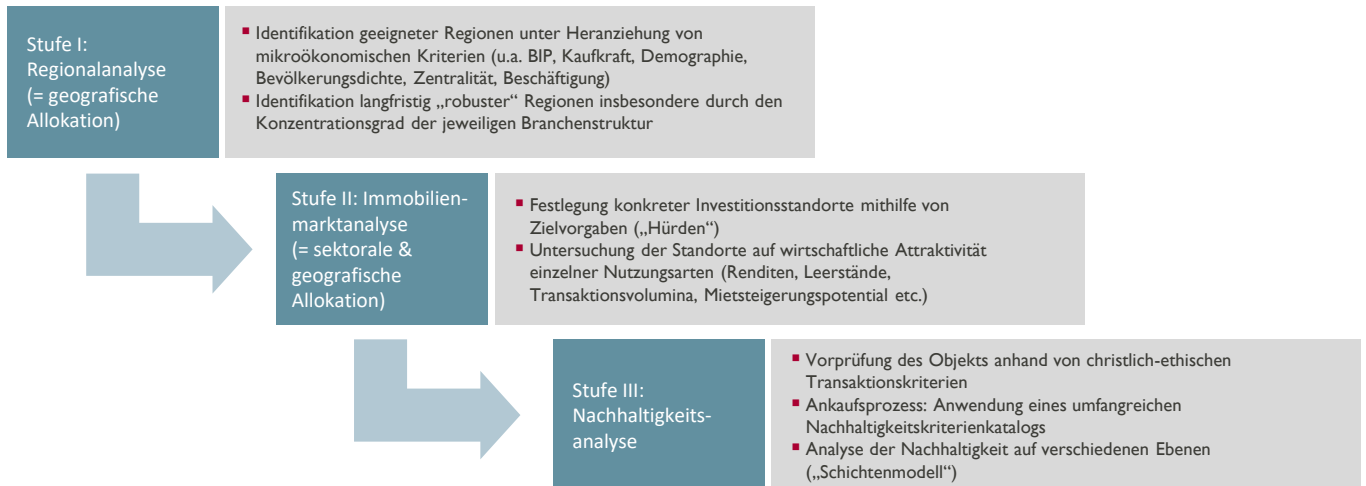 Stufe I:
Regionalanalyse
(= geografische
Allokation)
▪ Identifikation geeigneter Regionen unter Heranziehung von
mikroökonomischen Kriterien (u.a. BIP, Kaufkraft, Demographie,
Bevölkerungsdichte, Zentralität, Beschäftigung)
▪ Identifikation langfristig „robuster“ Regionen insbesondere durch den
Konzentrationsgrad der jeweiligen Branchenstruktur
Stufe II: Immobilien-
marktanalyse
(= sektorale &
geografische
Allokation)
▪ Festlegung konkreter Investitionsstandorte mithilfe von
Zielvorgaben („Hürden“)
▪ Untersuchung der Standorte auf wirtschaftliche Attraktivität
einzelner Nutzungsarten (Renditen, Leerstände,
Transaktionsvolumina, Mietsteigerungspotential etc.)
Stufe III:
Nachhaltigkeits-
analyse
▪ Vorprüfung des Objekts anhand von christlich-ethischen
Transaktionskriterien
▪ Ankaufsprozess: Anwendung eines umfangreichen
Nachhaltigkeitskriterienkatalogs
▪ Analyse der Nachhaltigkeit auf verschiedenen Ebenen
(„Schichtenmodell“)